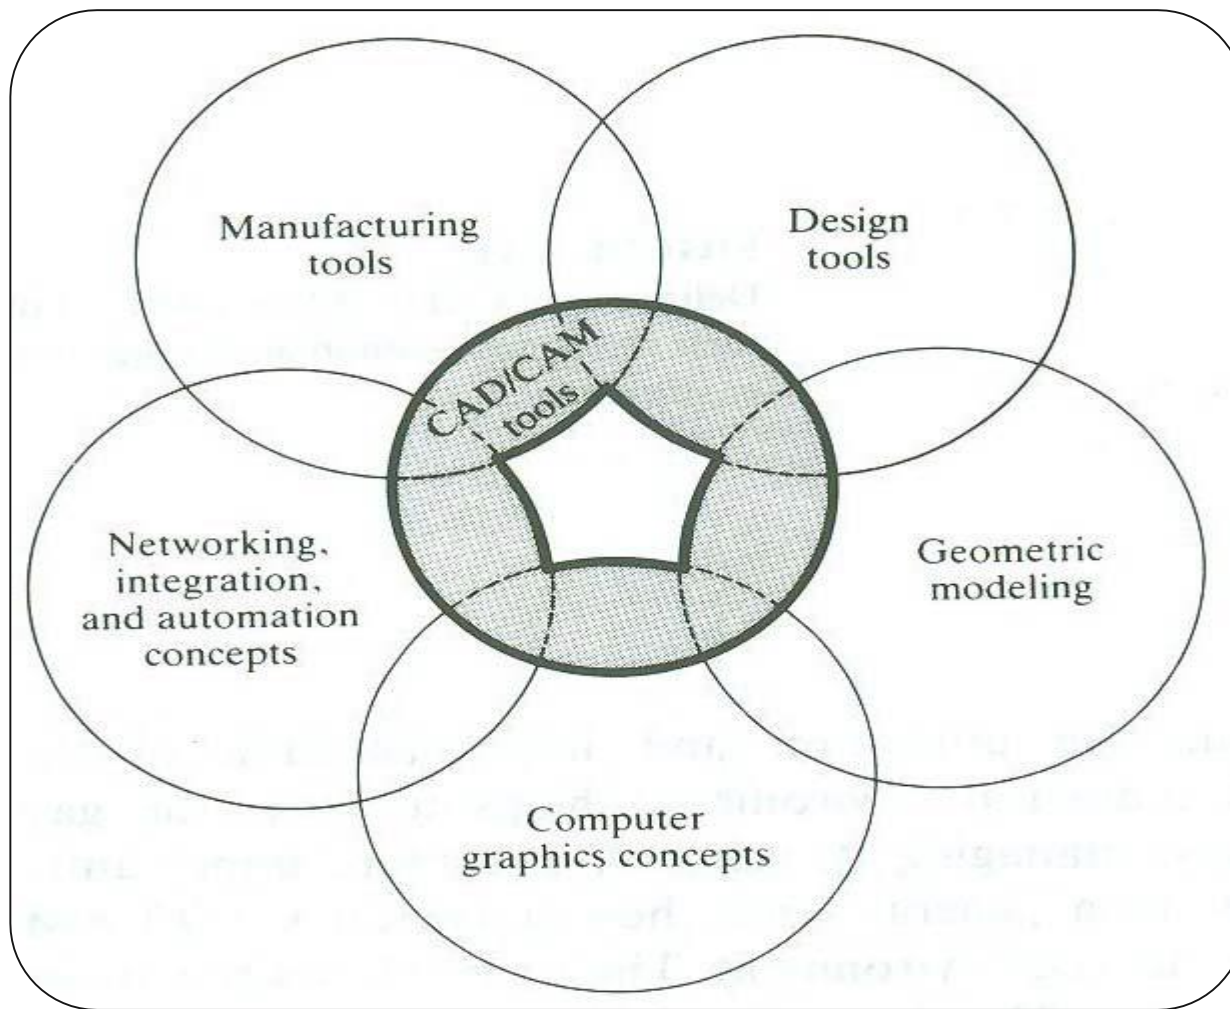 Manufacturing
tools
Design
tools
CAD/CAM
tools
Networking,
integration,
and automation
concepts
Geometric
modeling
Computer
graphics concepts